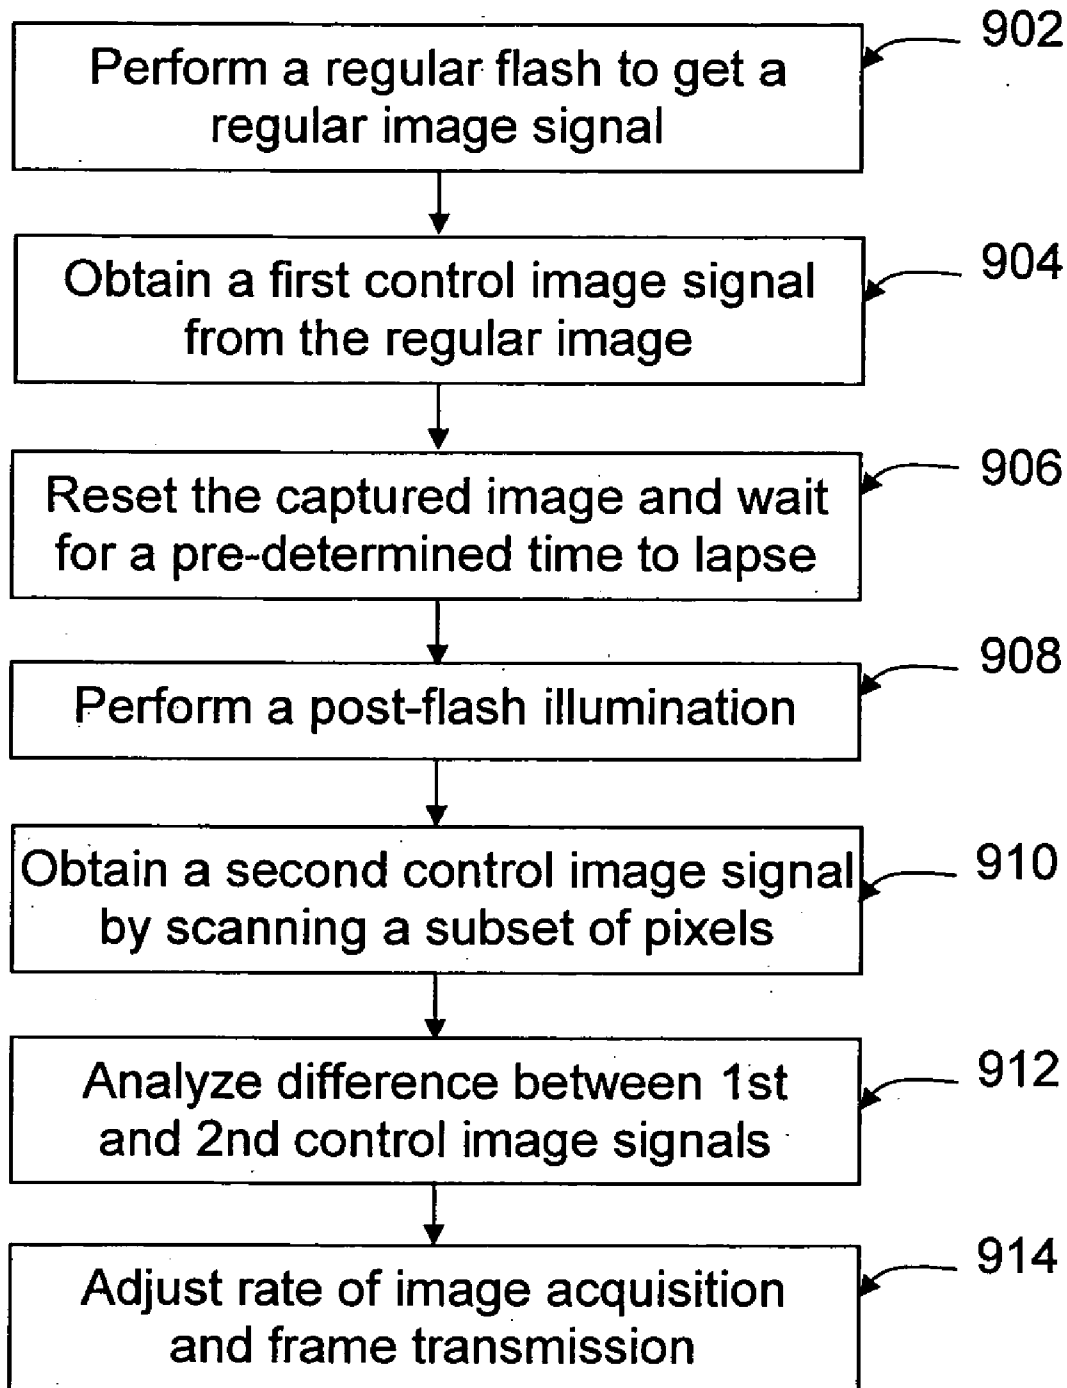 902
Perform a regular flash to get a
regular image signal
904
Obtain a first control image signal
from the regular image
906
Reset the captured image and wait
for a pre-determined time to lapse
908
Perform a post-flash illumination
910
Obtain a second control image signal
by scanning a subset of pixels
912
Analyze difference between 1st
and 2nd control image signals
914
Adjust rate of image acquisition
and frame transmission